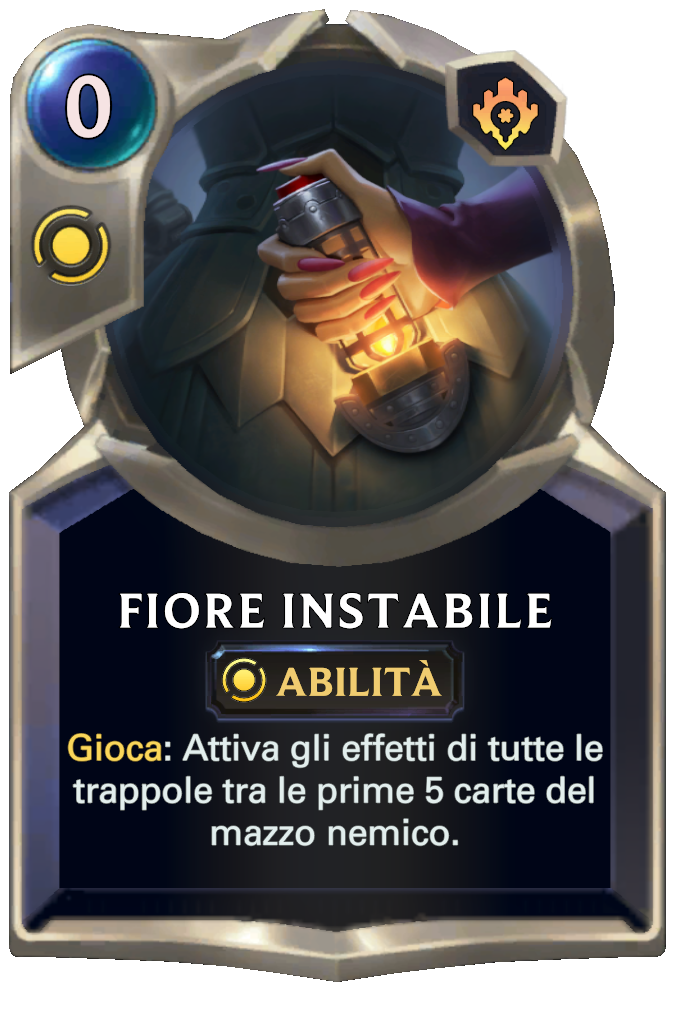 0
FIORE INSTABILE
ABILITÀ
Gioca: Attiva gli effetti di tutte le
trappole tra le prime 5 carte del
mazzo nemico.